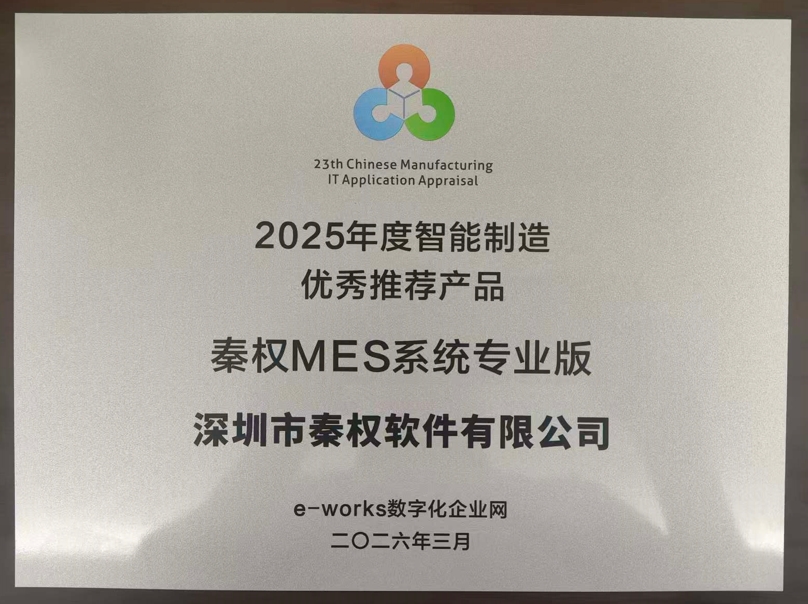 23th Chinese Manufacturing
IT Application Appraisal
2025年度智能制造
优秀推荐产品
秦权MES系统专业版
深圳市秦权软件有限公司
e-works数字化企业网
二〇二六年三月